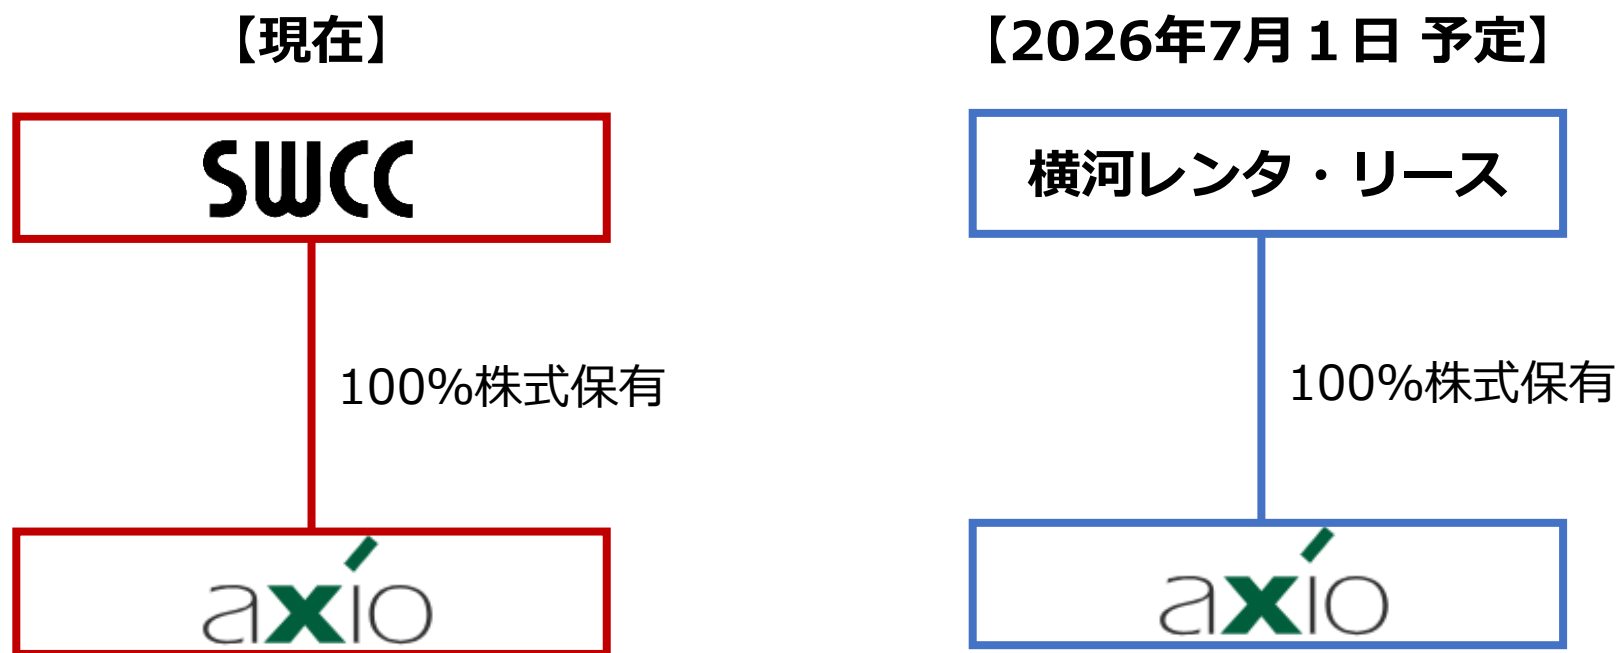 【現在】
SWCC
100%株式保有
axio
【2026年7月１日 予定】
横河レンタ・リース
100%株式保有
axio